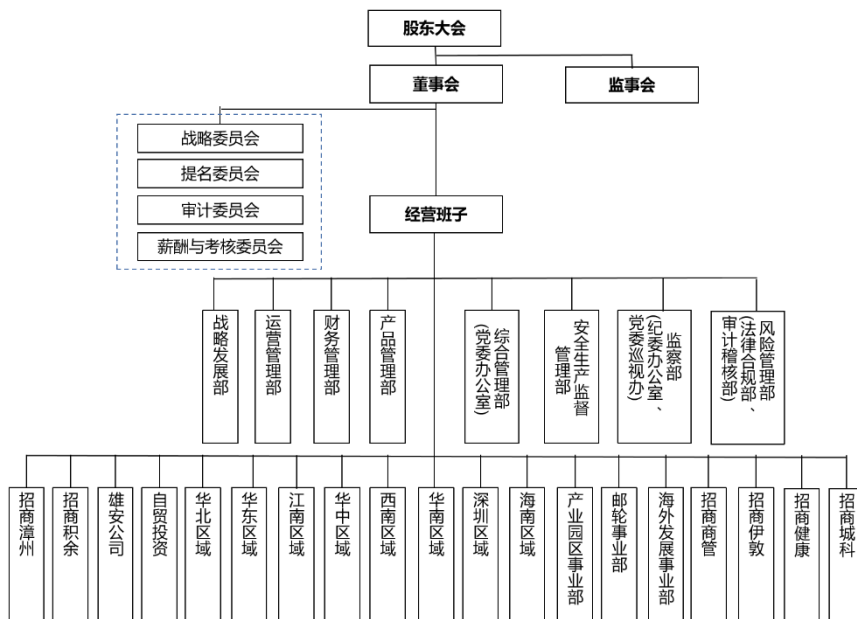 股东大会
董事会
监事会
战略委员会
提名委员会
审计委员会
薪酬与考核委员会
经营班子
战略发展部
运营管理部
财务管理部
产品管理部
综合管理部
(党委办公室)
安全生产监督
管理部
监察部
(纪委办公室、
党委巡视办)
风险管理部
(法律合规部、
审计稽核部)
招商漳州
招商积余
雄安公司
自贸投资
华北区域
华东区域
江南区域
华中区域
西南区域
华南区域
深圳区域
海南区域
产业园区事业部
邮轮事业部
海外发展事业部
招商商管
招商伊敦
招商健康
招商城科